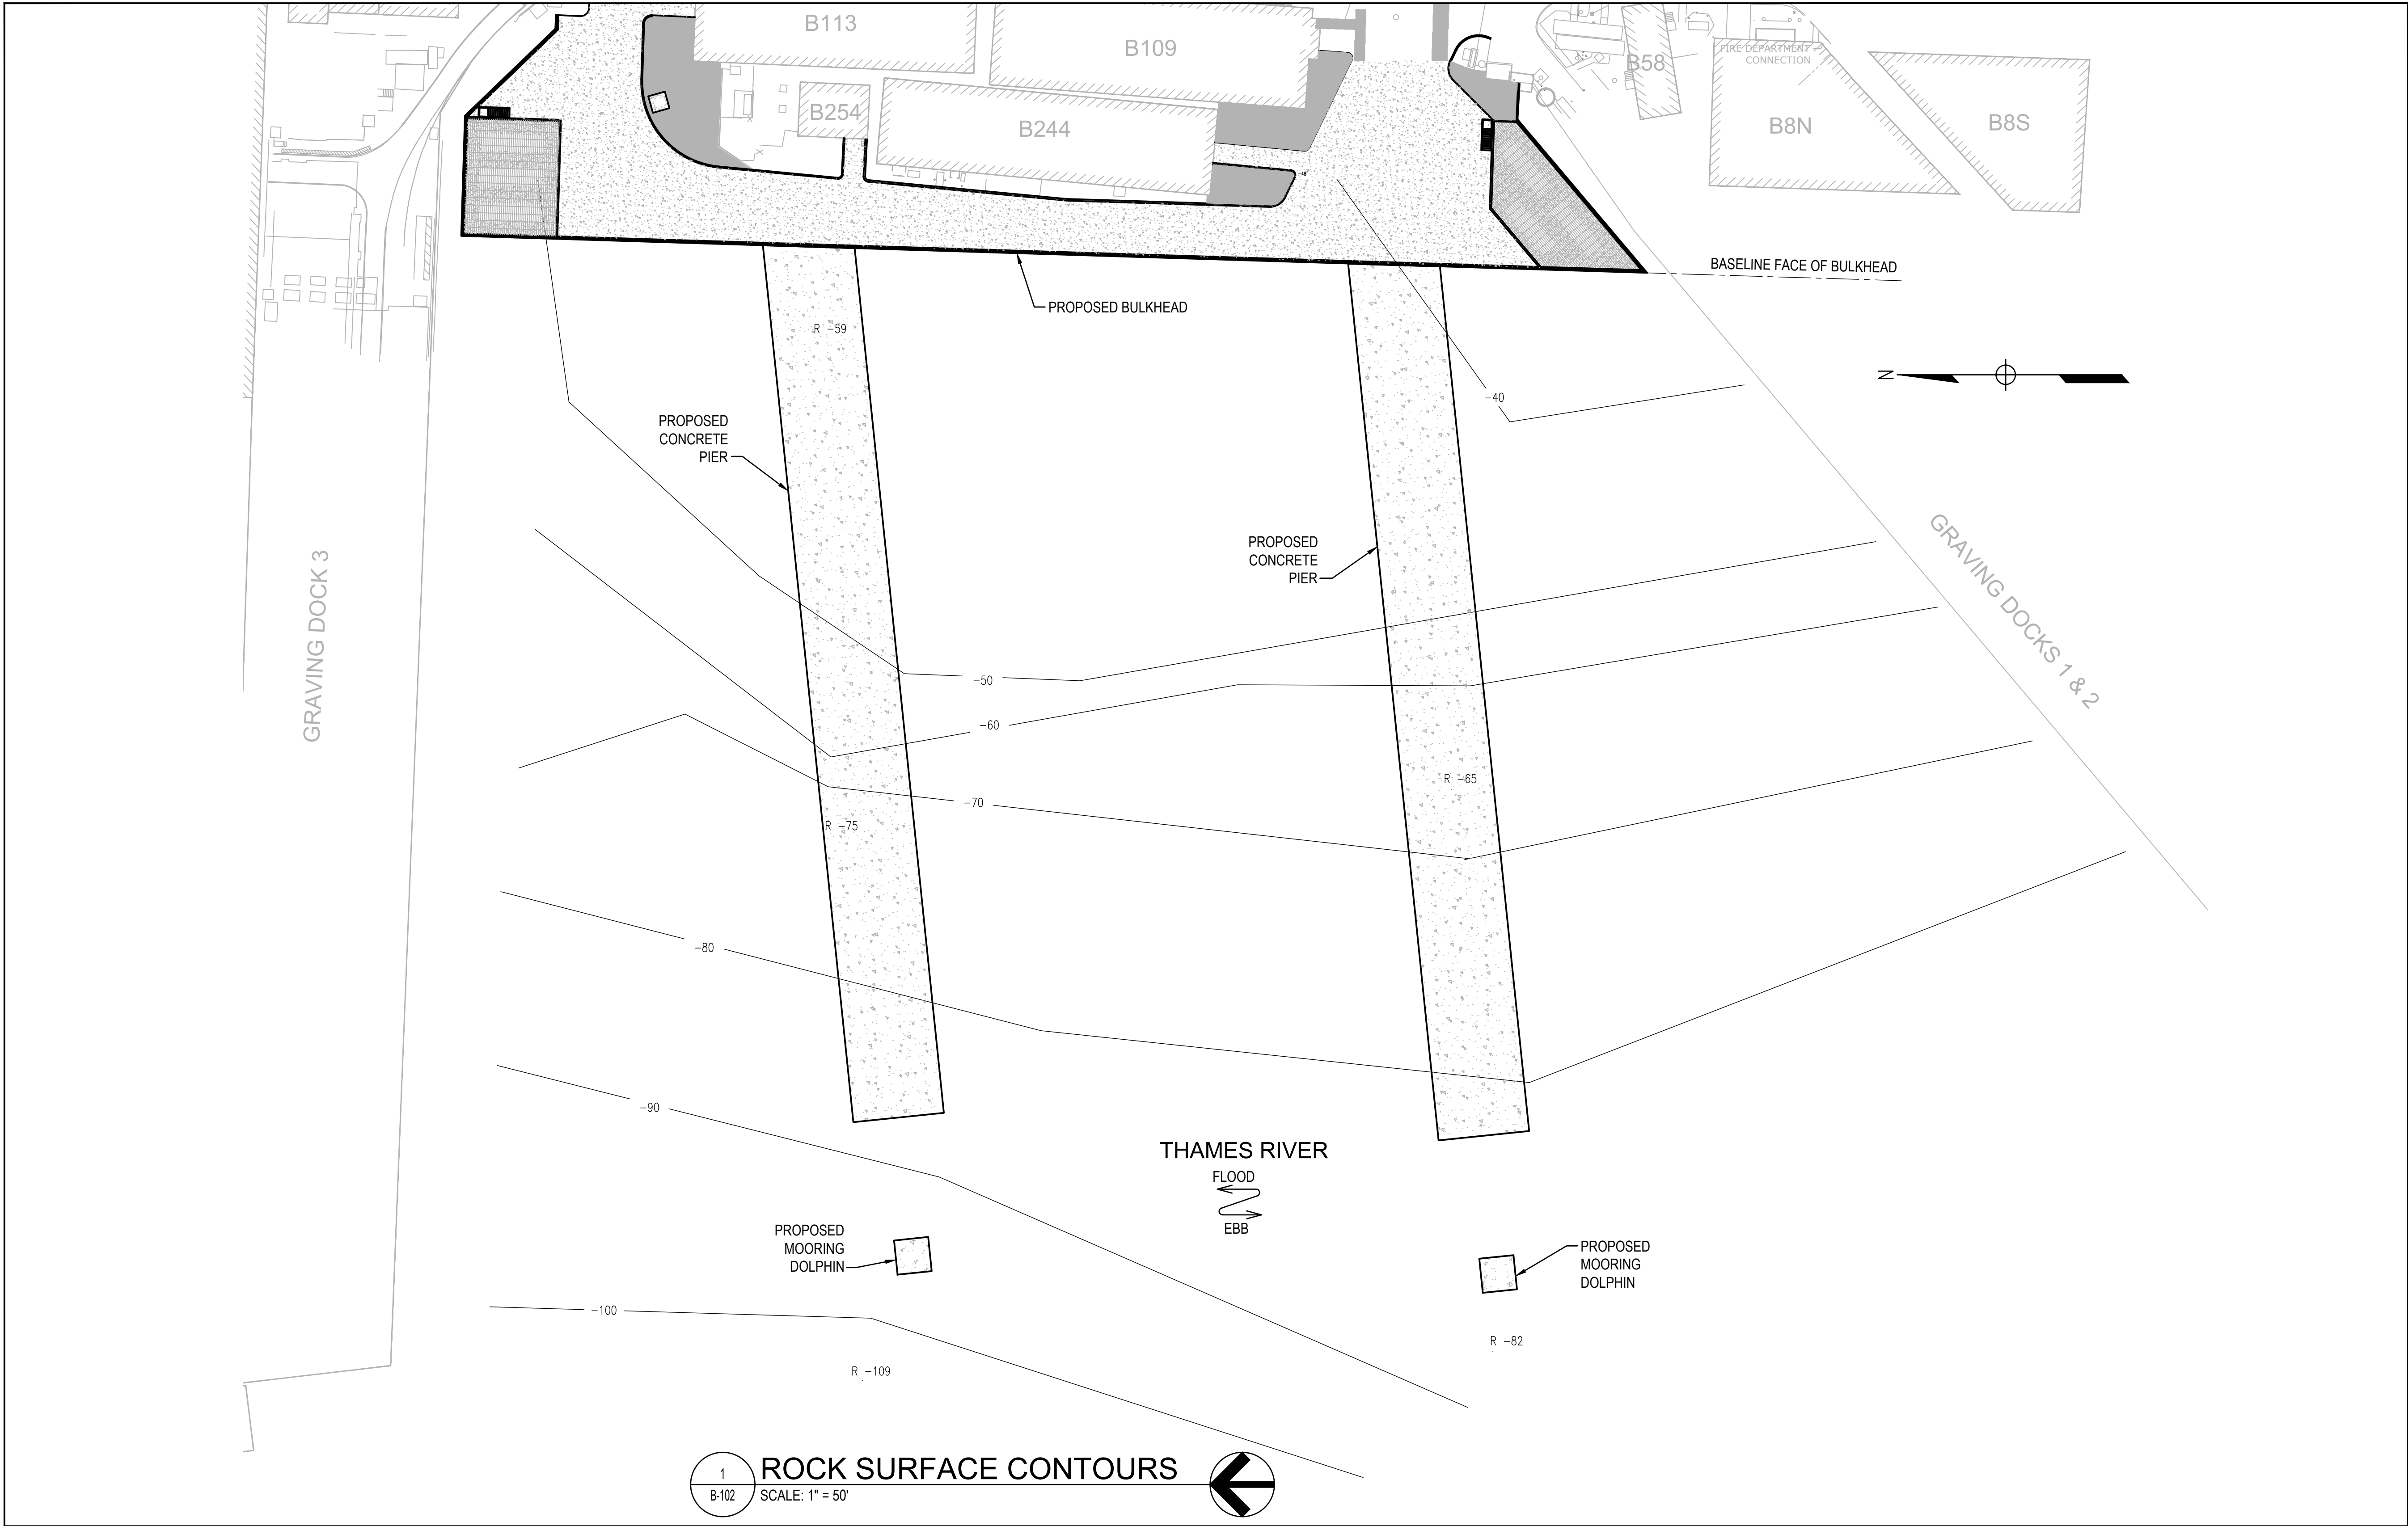 B113
B109
B58
FIRE DEPARTMENT
CONNECTION
B254
B244
B8N
B8S
BASELINE FACE OF BULKHEAD
PROPOSED BULKHEAD
R -59
N
-40
PROPOSED
CONCRETE
PIER
PROPOSED
CONCRETE
PIER
GRAVING DOCK 3
GRAVING DOCKS 1 & 2
-50
-60
R -65
-70
R -75
-80
-90
THAMES RIVER
FLOOD
EBB
PROPOSED
MOORING
DOLPHIN
PROPOSED
MOORING
DOLPHIN
-100
R -82
R -109
1
B-102
ROCK SURFACE CONTOURS
SCALE: 1" = 50'